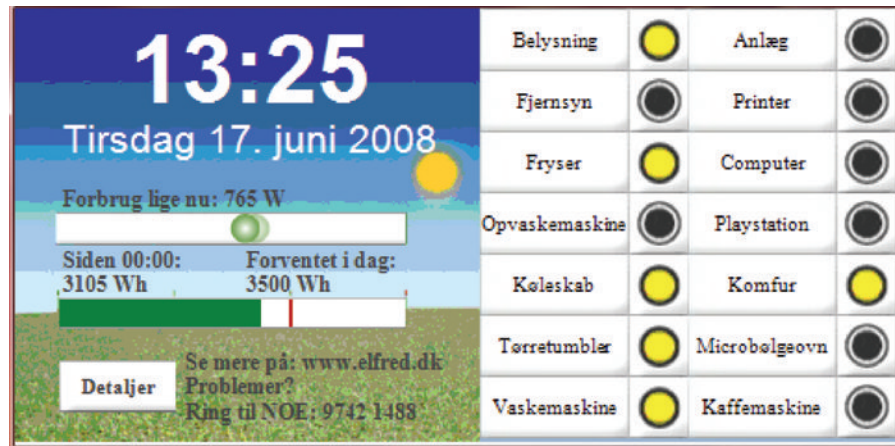 13:25
Tirsdag 17. juni 2008
Forbrug lige nu: 765 W
Siden 00:00:
3105 Wh
Forventet i dag:
3500 Wh
Detaljer
Se mere på: www.elfred.dk
Problemer?
Ring til NOE: 9742 1488
Belysning
Anlæg
Fjernsyn
Printer
Fryser
Computer
Opvaskemaskine
Playstation
Køleskab
Komfur
Tørretumbler
Microbølgeovn
Vaskemaskine
Kaffemaskine